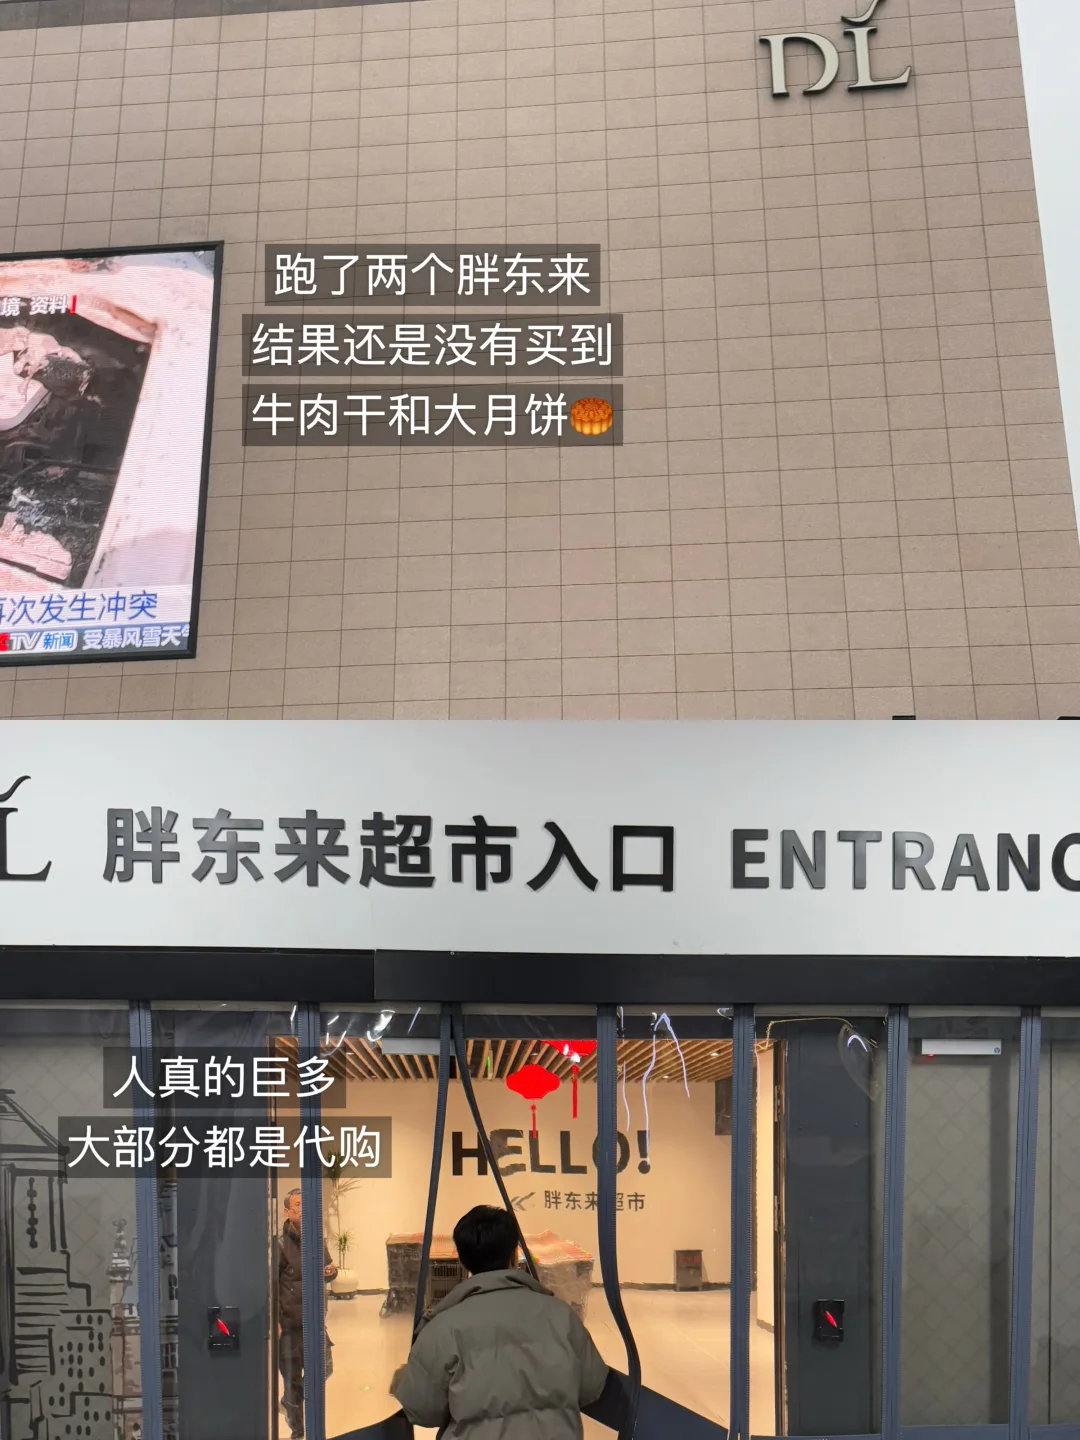 DL
跑了两个胖东来
结果还是没有买到
牛肉干和大月饼🥮
境 资料
再次发生冲突
TV 新闻 受暴风雪天气
L 胖东来超市入口 ENTRANC
人真的巨多
大部分都是代购
HELLO!
胖东来超市